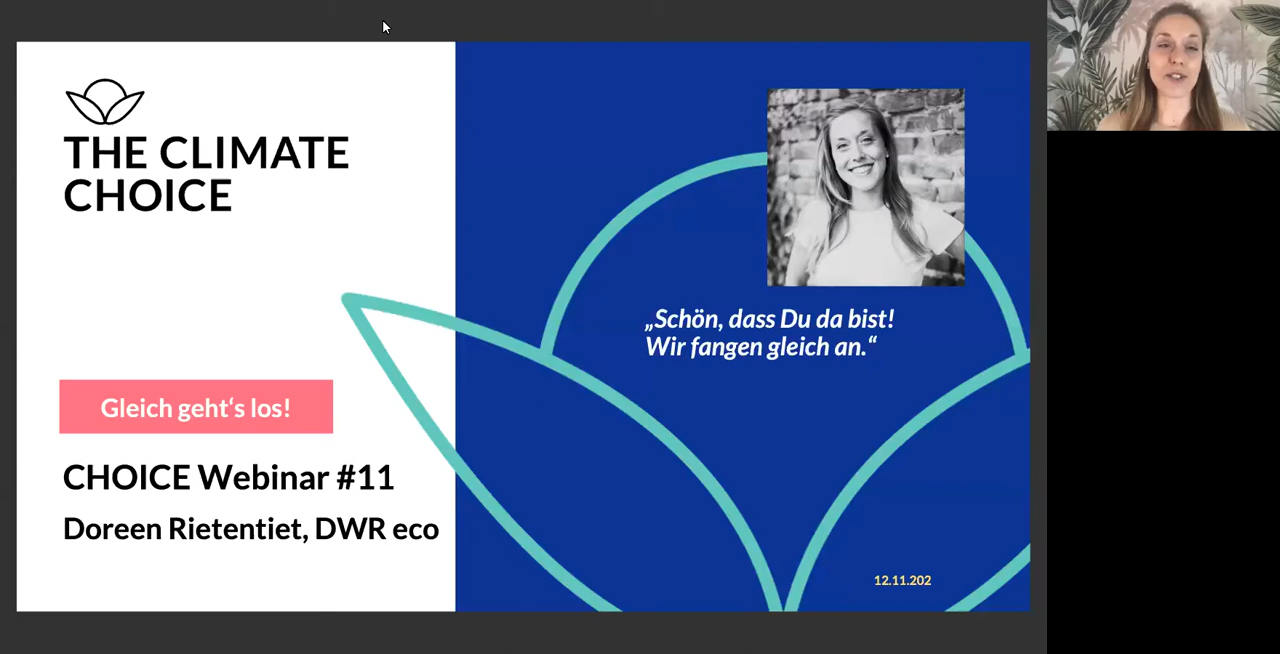 THE CLIMATE
CHOICE
„Schön, dass Du da bist!
Wir fangen gleich an.“
Gleich geht‘s los!
CHOICE Webinar #11
Doreen Rietentiet, DWR eco
12.11.202